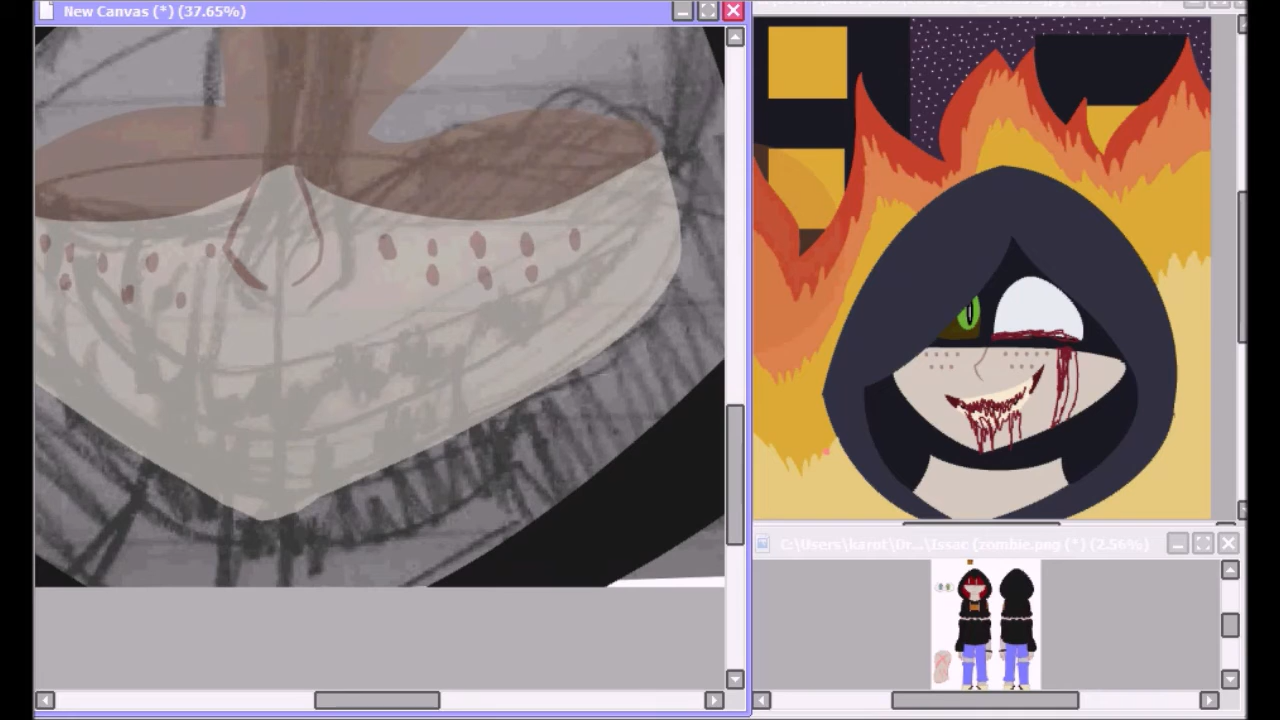 New Canvas (*) (37.65%)
C:\Users\karot\Dr...\Issac (zombie.png (*) (2.56%)